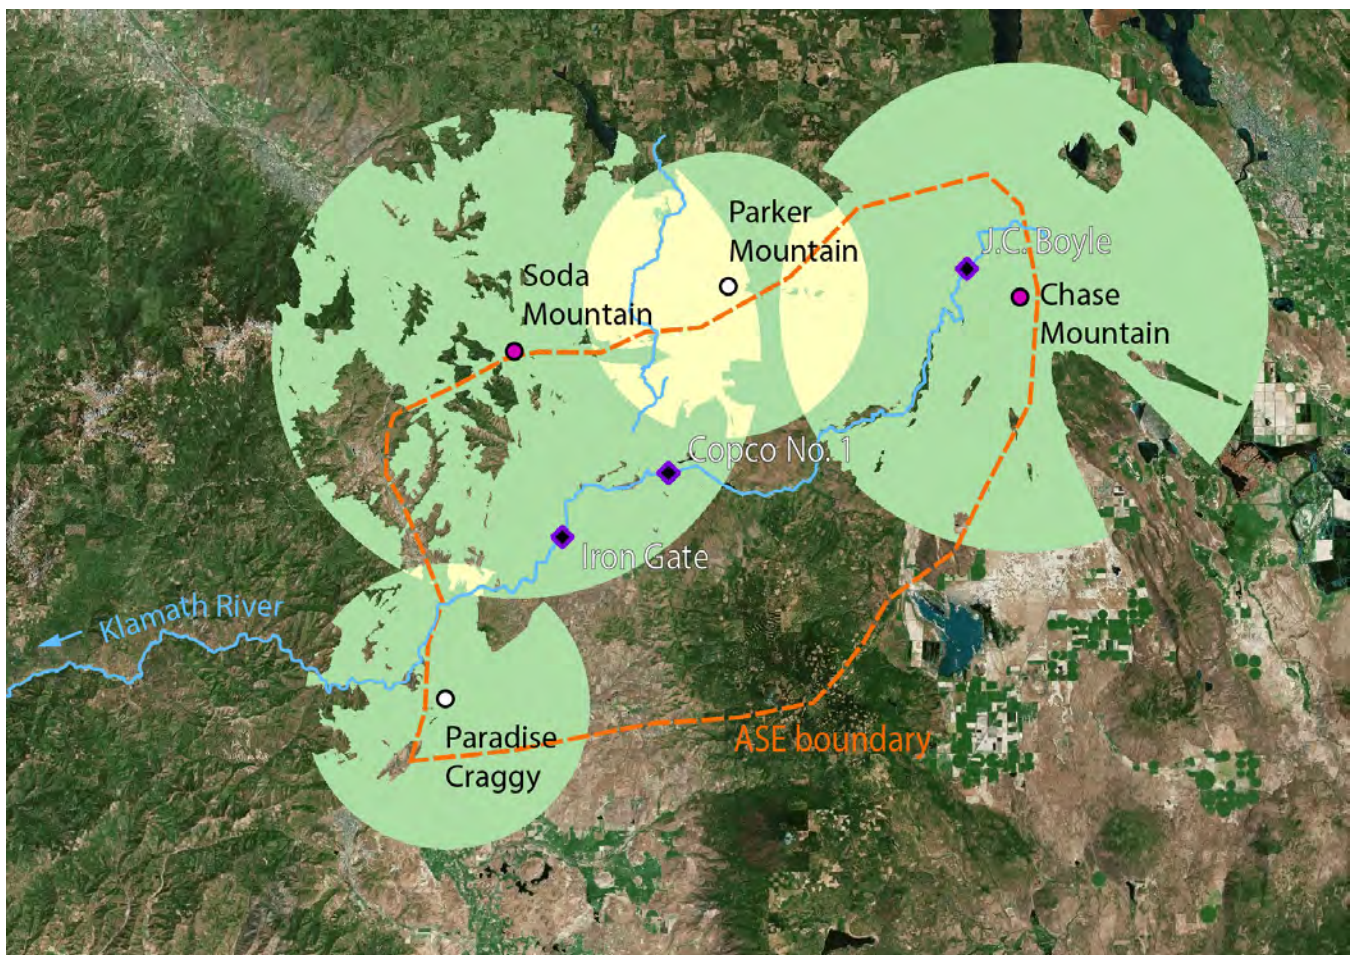 Parker
Mountain
J.C. Boyle
Soda
Mountain
Chase
Mountain
Copco No. 1
Iron Gate
Klamath River
Paradise
Craggy
ASE boundary